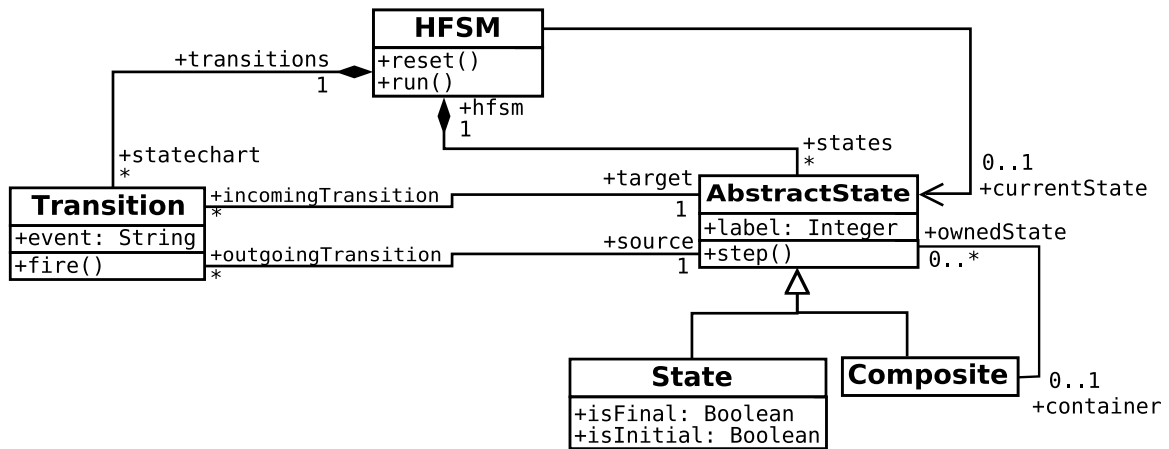 HFSM
+reset()
+run()
+transitions
1
+hfsm
1
+statechart
*
+states
*
0..1
+currentState
Transition
+event: String
+fire()
+incomingTransition
*
+target
1
+outgoingTransition
*
+source
1
AbstractState
+label: Integer
+step()
+ownedState
0..*
State
+isFinal: Boolean
+isInitial: Boolean
Composite
0..1
+container